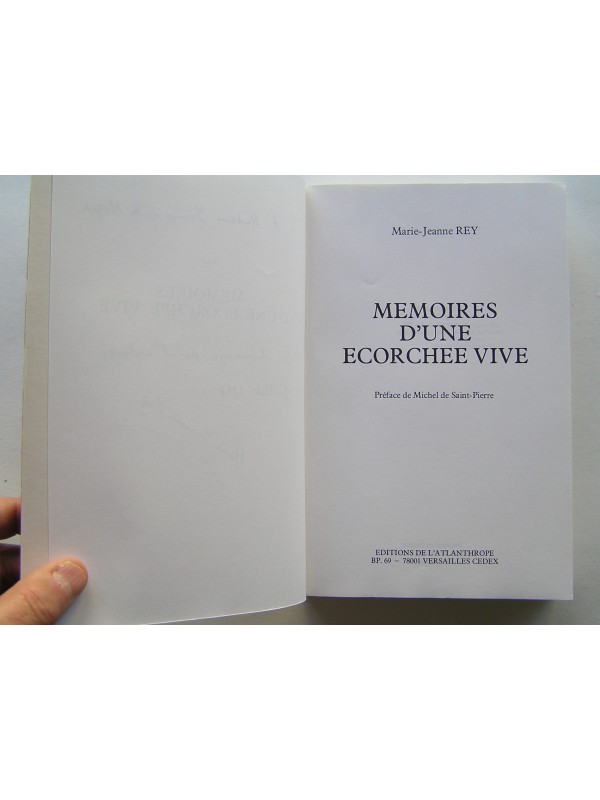 Marie-Jeanne REY
MEMOIRES
D'UNE
ECORCHEE VIVE
Préface de Michel de Saint-Pierre
EDITIONS DE L'ATLANTHROPE
BP. 69 – 78001 VERSAILLES CEDEX